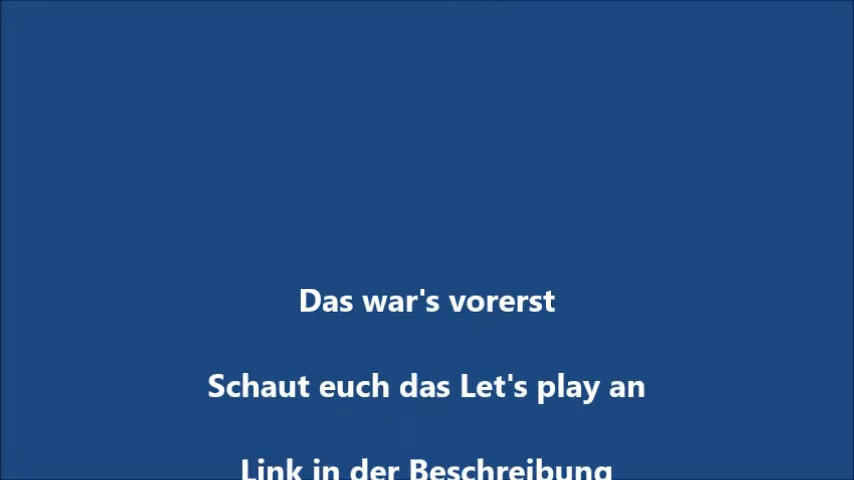 Das war's vorerst
Schaut euch das Let's play an
Link in der Beschreibung